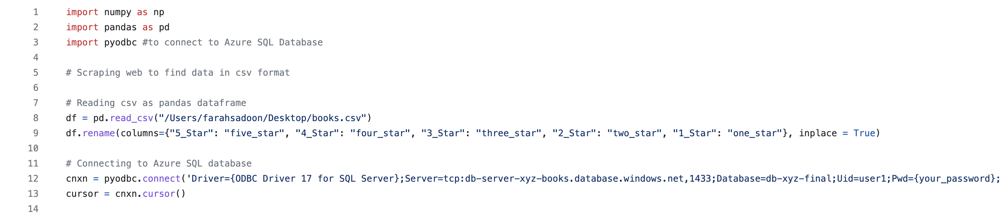 1 import numpy as np
2 import pandas as pd
3 import pyodbc #to connect to Azure SQL Database
4
5 # Scraping web to find data in csv format
6
7 # Reading csv as pandas dataframe
8 df = pd.read_csv("/Users/farahsadoon/Desktop/books.csv")
9 df.rename(columns={"5_Star": "five_star", "4_Star": "four_star", "3_Star": "three_star", "2_Star": "two_star", "1_Star": "one_star"}, inplace = True)
10
11 # Connecting to Azure SQL database
12 cnxn = pyodbc.connect('Driver={ODBC Driver 17 for SQL Server};Server=tcp:db-server-xyz-books.database.windows.net,1433;Database=db-xyz-final;Uid=user1;Pwd={your_password};
13 cursor = cnxn.cursor()
14